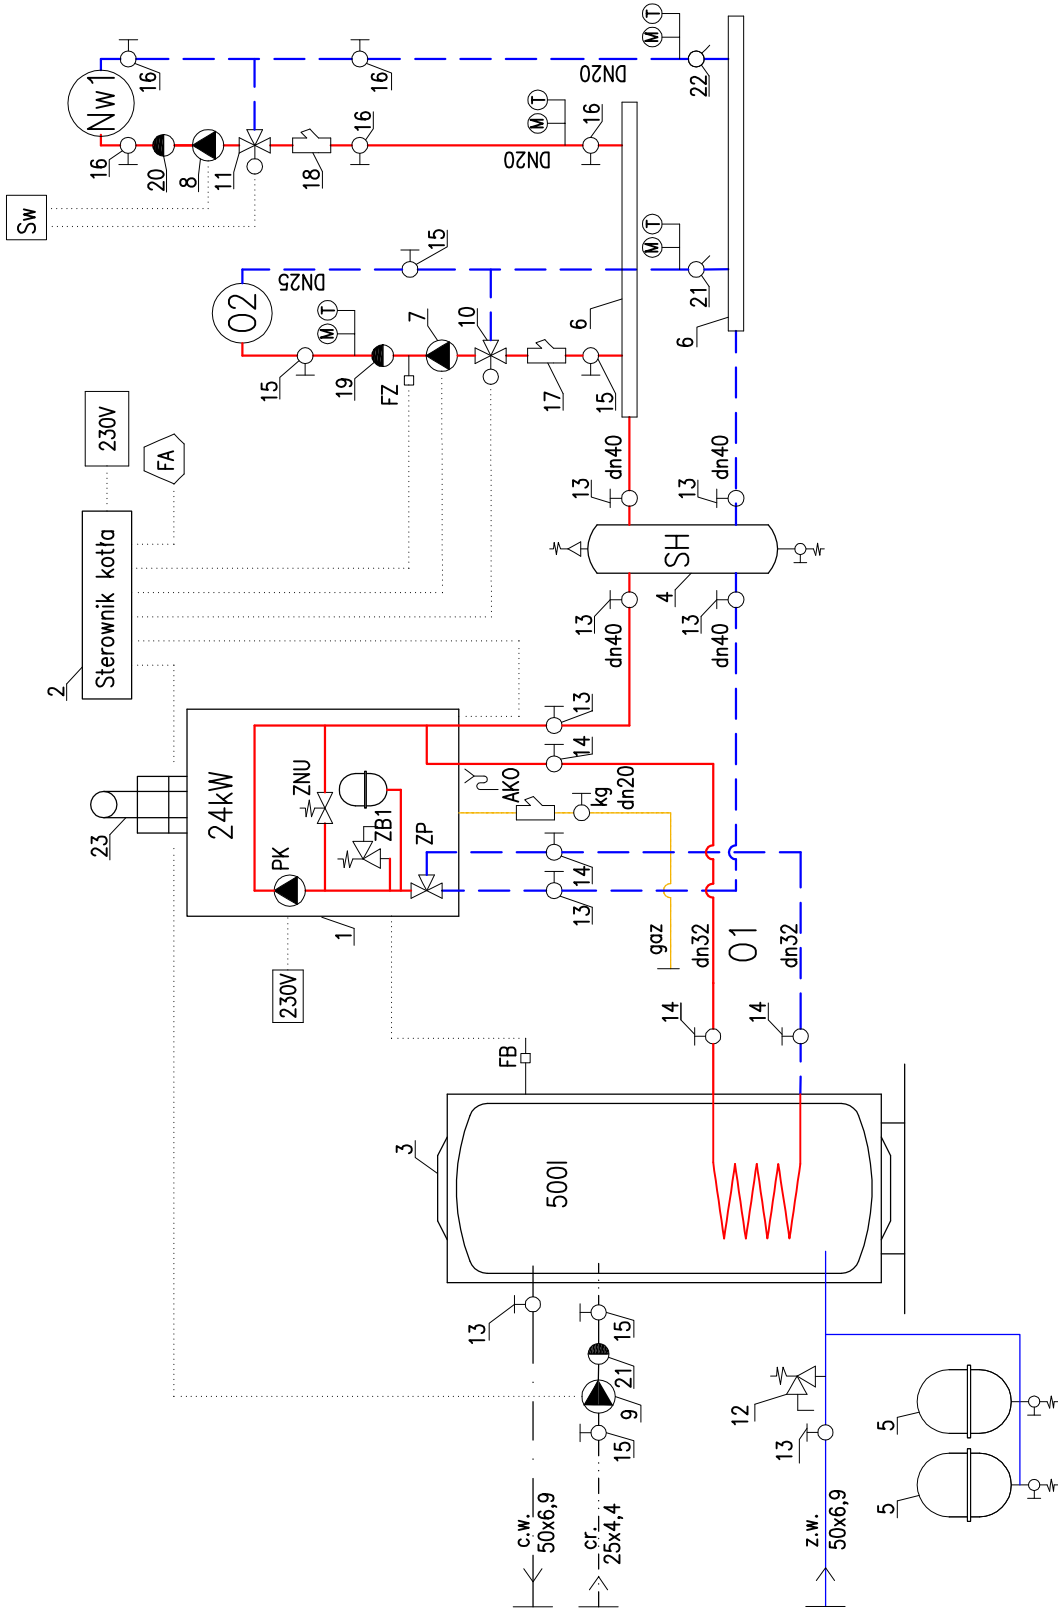 Nw1
16
16
16
16
16
20
8
11
18
DN20
DN20
M T
M T
22
Sw
O2
DN25
15
15
15
M T
19
FZ
7
10
17
6
M T
21
6
230V
FA
2
Sterownik kotła
dn40
dn40
13
13
SH
4
13
13
dn40
dn40
23
24kW
ZNU
ZB1
PK
ZP
1
230V
13
14
AKO
kg
dn20
14
13
gaz
dn32
O1
dn32
14
14
FB
3
500l
13
15
21
9
15
12
13
5
5
c.w.
50x6,9
cr.
25x4,4
z.w.
50x6,9